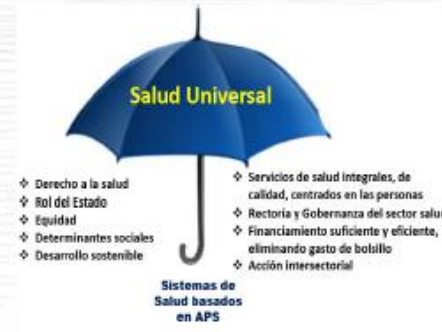 Salud Universal
❖ Derecho a la salud
❖ Rol del Estado
❖ Equidad
❖ Determinantes sociales
❖ Desarrollo sostenible
❖ Servicios de salud integrales, de
calidad, centrados en las personas
❖ Rectoría y Gobernanza del sector salu
❖ Financiamiento suficiente y eficiente,
eliminando gasto de bolsillo
❖ Acción intersectorial
Sistemas de
Salud basados
en APS